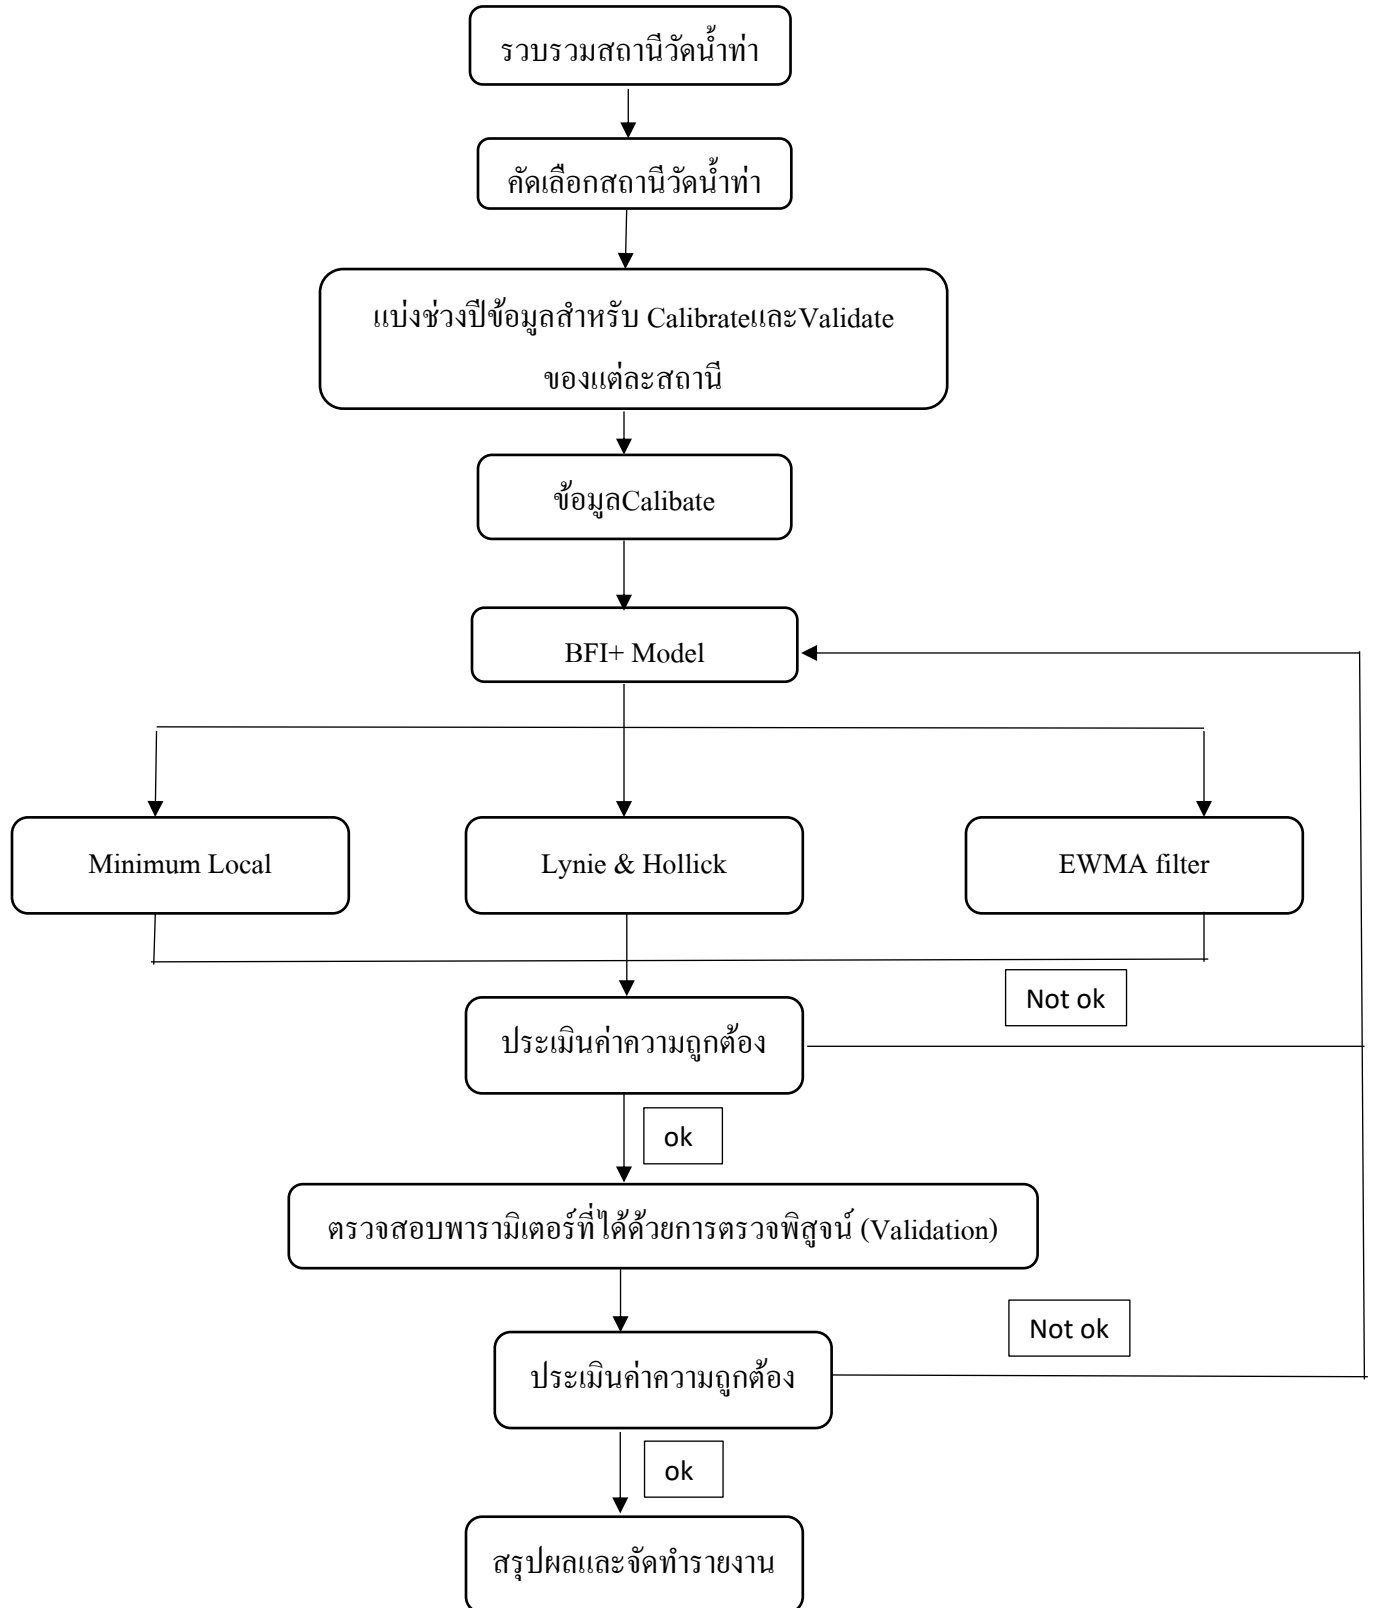 รวบรวมสถานีวัดน้ำท่า
คัดเลือกสถานีวัดน้ำท่า
แบ่งช่วงปีข้อมูลสำหรับ CalibrateและValidate
ของแต่ละสถานี
ข้อมูลCalibate
BFI+ Model
Minimum Local
Lynie & Hollick
EWMA filter
Not ok
ประเมินค่าความถูกต้อง
ok
ตรวจสอบพารามิเตอร์ที่ได้ด้วยการตรวจพิสูจน์ (Validation)
Not ok
ประเมินค่าความถูกต้อง
ok
สรุปผลและจัดทำรายงาน